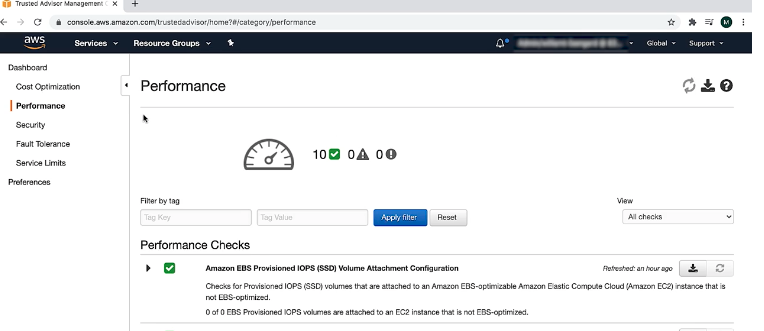 Trusted Advisor Management C
console.aws.amazon.com/trustedadvisor/home?#/category/performance
M
aws
Services
Resource Groups
Global
Support
Dashboard
Cost Optimization
Performance
Security
Fault Tolerance
Service Limits
Preferences
Performance
10 0 0
Filter by tag
Tag Key
Tag Value
Apply filter
Reset
View
All checks
Performance Checks
Amazon EBS Provisioned IOPS (SSD) Volume Attachment Configuration
Refreshed: an hour ago
Checks for Provisioned IOPS (SSD) volumes that are attached to an Amazon EBS-optimizable Amazon Elastic Compute Cloud (Amazon EC2) instance that is
not EBS-optimized.
0 of 0 EBS Provisioned IOPS volumes are attached to an EC2 instance that is not EBS-optimized.